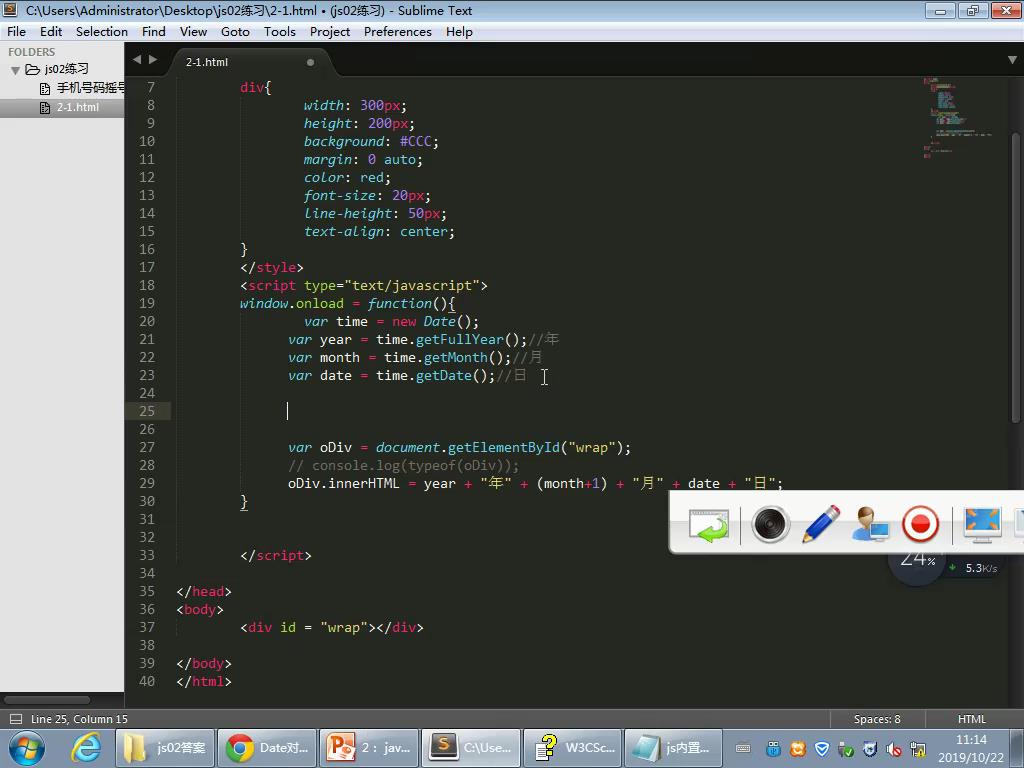 C:\Users\Administrator\Desktop\js02练习\2-1.html • (js02练习) - Sublime Text
File Edit Selection Find View Goto Tools Project Preferences Help
FOLDERS
js02练习
手机号码摇号
2-1.html
2-1.html
7 div{
8 width: 300px;
9 height: 200px;
10 background: #CCC;
11 margin: 0 auto;
12 color: red;
13 font-size: 20px;
14 line-height: 50px;
15 text-align: center;
16 }
17 </style>
18 <script type="text/javascript">
19 window.onload = function(){
20 var time = new Date();
21 var year = time.getFullYear();//年
22 var month = time.getMonth();//月
23 var date = time.getDate();//日
24
25
26
27 var oDiv = document.getElementById("wrap");
28 // console.log(typeof(oDiv));
29 oDiv.innerHTML = year + "年" + (month+1) + "月" + date + "日";
30 }
31
32
33 </script>
34
35 </head>
36 <body>
37 <div id = "wrap"></div>
38
39 </body>
40 </html>
24%
5.3K/s
Line 25, Column 15
Spaces: 8
HTML
js02答案
Date对...
2：jav...
C:\Use...
W3CSc...
js内置...
11:14
2019/10/22